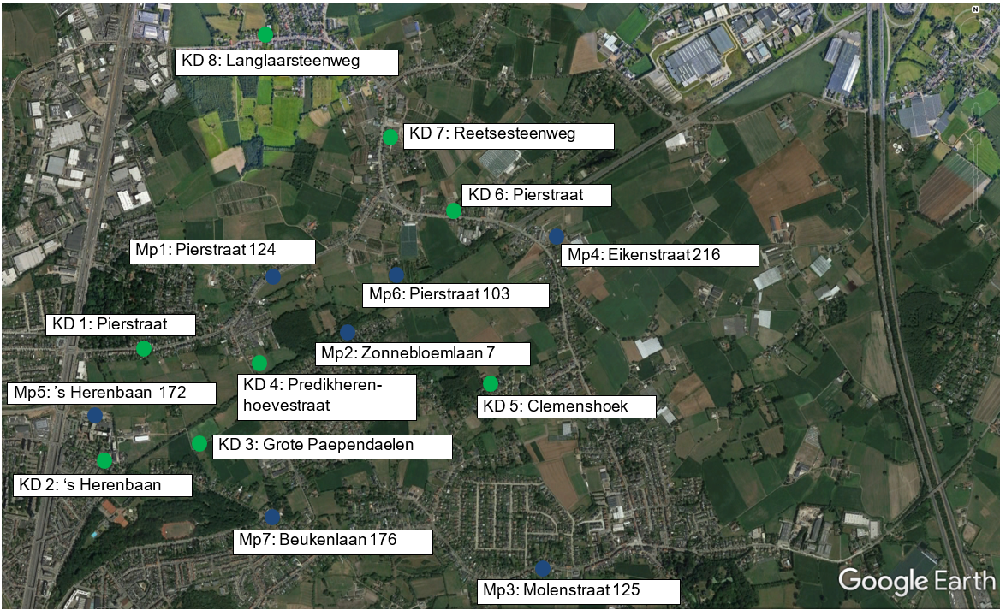 N
KD 8: Langlaarsteenweg
KD 7: Reetsesteenweg
KD 6: Pierstraat
Mp1: Pierstraat 124
Mp4: Eikenstraat 216
Mp6: Pierstraat 103
KD 1: Pierstraat
Mp2: Zonnebloemlaan 7
KD 4: Predikheren-
hoevestraat
Mp5: ’s Herenbaan 172
KD 5: Clemenshoek
KD 3: Grote Paependaelen
KD 2: ‘s Herenbaan
Mp7: Beukenlaan 176
Mp3: Molenstraat 125
Google Earth